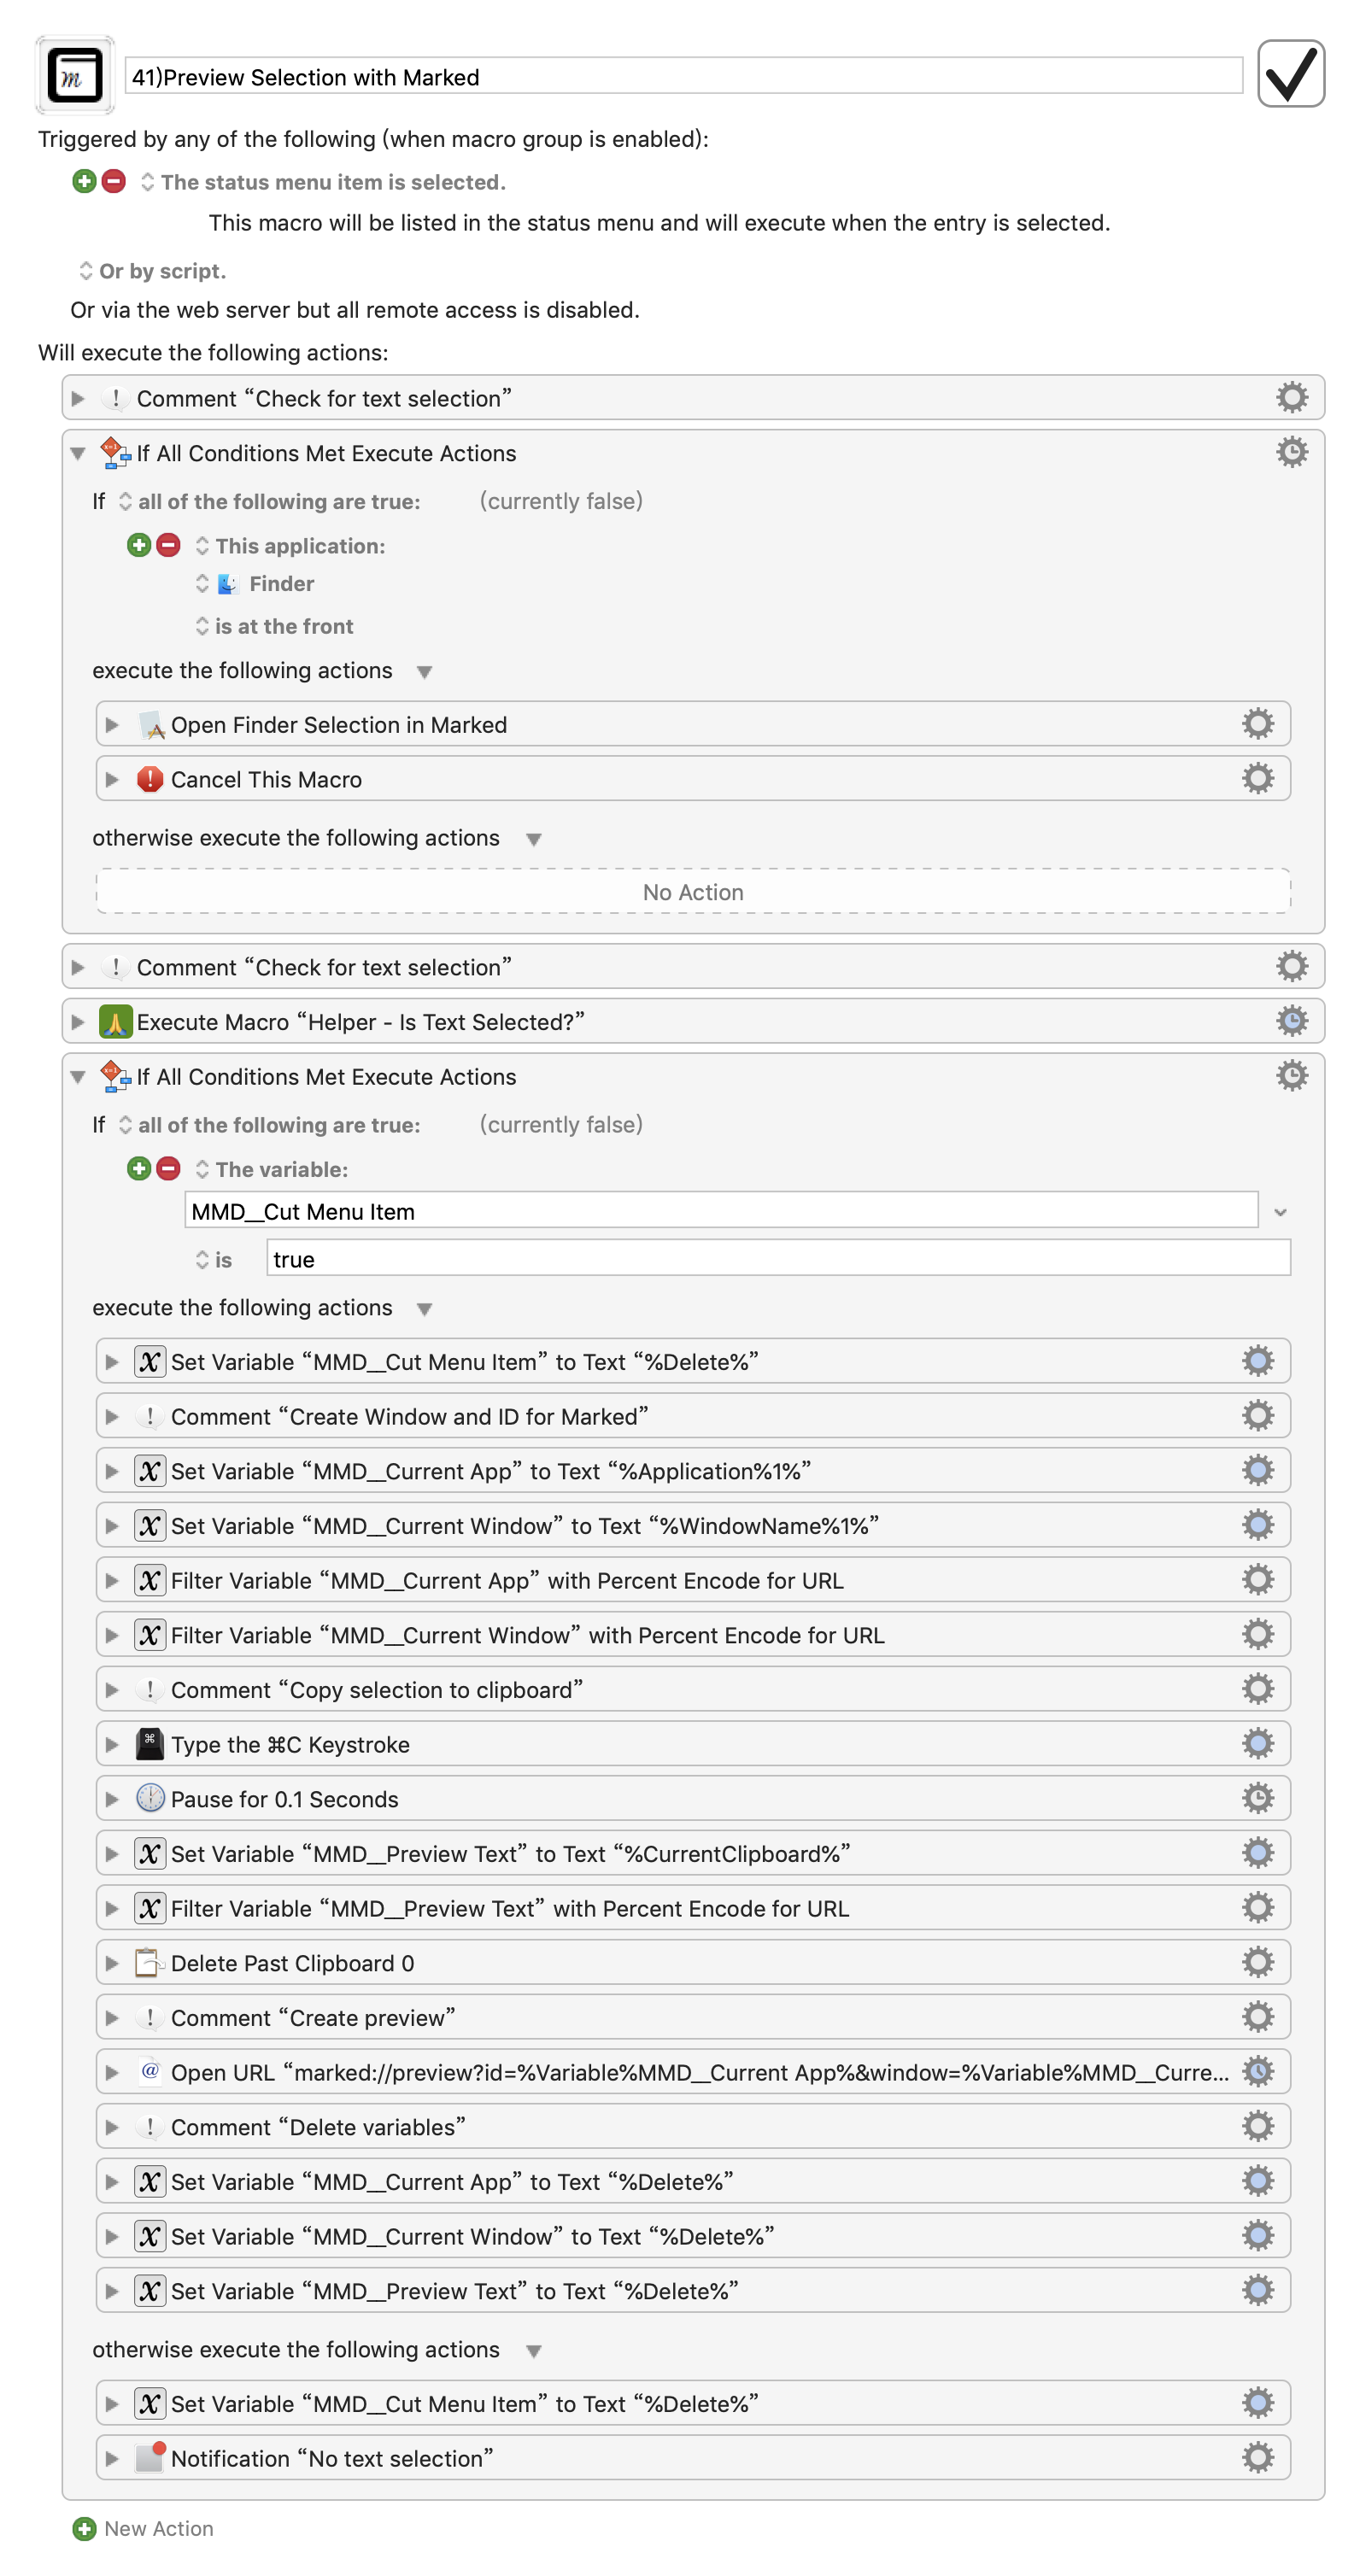 41)Preview Selection with Marked
Triggered by any of the following (when macro group is enabled):
The status menu item is selected.
This macro will be listed in the status menu and will execute when the entry is selected.
Or by script.
Or via the web server but all remote access is disabled.
Will execute the following actions:
Comment “Check for text selection”
If All Conditions Met Execute Actions
If all of the following are true: (currently false)
This application:
Finder
is at the front
execute the following actions
Open Finder Selection in Marked
Cancel This Macro
otherwise execute the following actions
No Action
Comment “Check for text selection”
Execute Macro “Helper - Is Text Selected?”
If All Conditions Met Execute Actions
If all of the following are true: (currently false)
The variable:
MMD__Cut Menu Item
is true
execute the following actions
Set Variable “MMD__Cut Menu Item” to Text “%Delete%”
Comment “Create Window and ID for Marked”
Set Variable “MMD__Current App” to Text “%Application%1%”
Set Variable “MMD__Current Window” to Text “%WindowName%1%”
Filter Variable “MMD__Current App” with Percent Encode for URL
Filter Variable “MMD__Current Window” with Percent Encode for URL
Comment “Copy selection to clipboard”
Type the ⌘C Keystroke
Pause for 0.1 Seconds
Set Variable “MMD__Preview Text” to Text “%CurrentClipboard%”
Filter Variable “MMD__Preview Text” with Percent Encode for URL
Delete Past Clipboard 0
Comment “Create preview”
Open URL “marked://preview?id=%Variable%MMD__Current App%&window=%Variable%MMD__Curre...
Comment “Delete variables”
Set Variable “MMD__Current App” to Text “%Delete%”
Set Variable “MMD__Current Window” to Text “%Delete%”
Set Variable “MMD__Preview Text” to Text “%Delete%”
otherwise execute the following actions
Set Variable “MMD__Cut Menu Item” to Text “%Delete%”
Notification “No text selection”
New Action